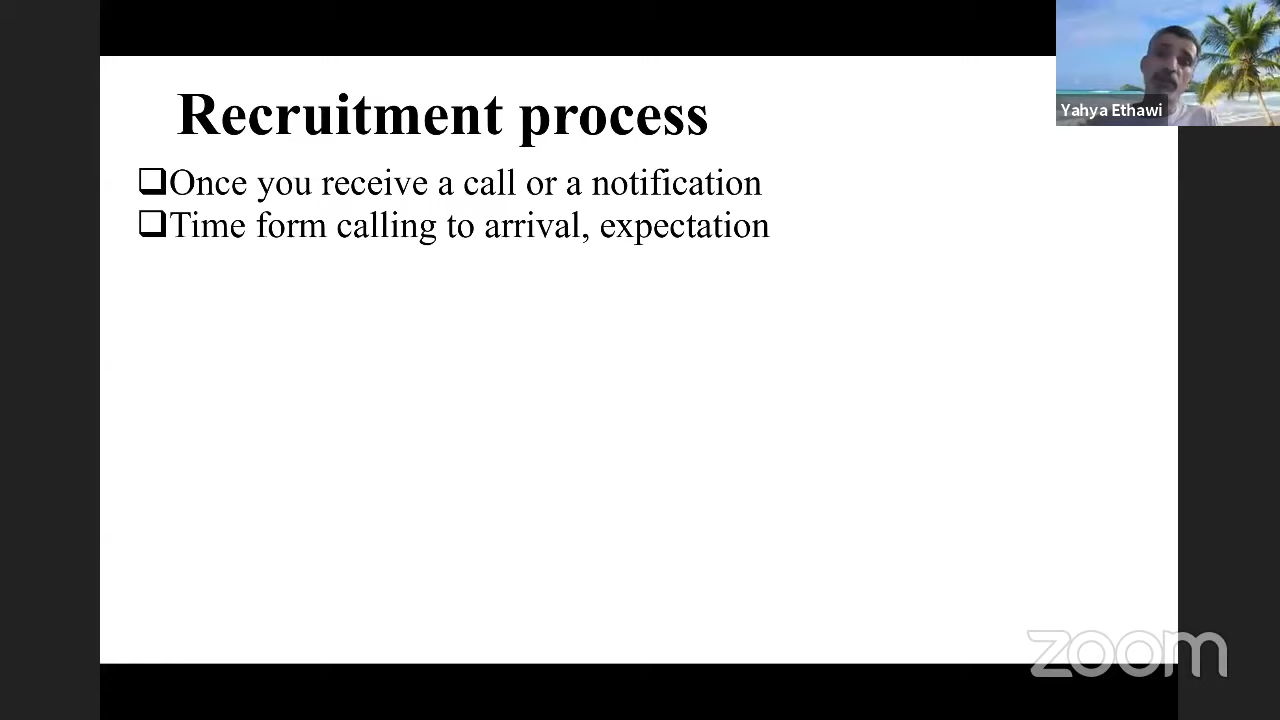 Recruitment process
Once you receive a call or a notification
Time form calling to arrival, expectation
Yahya Ethawi
zoom